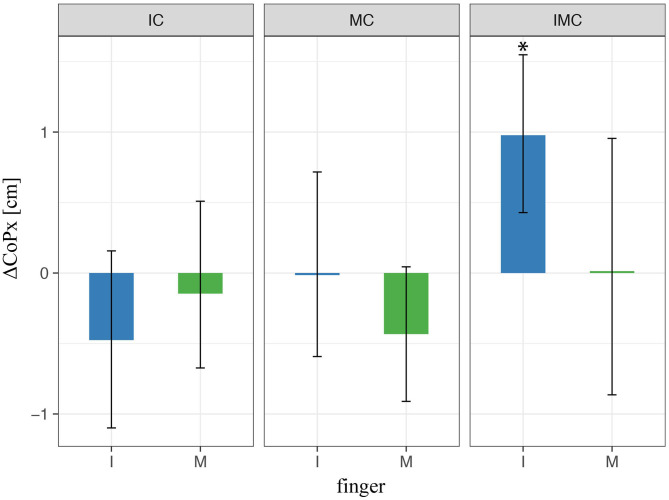 IC MC IMC
*
ΔCoPx [cm]
1
0
−1
I M I M I M
finger